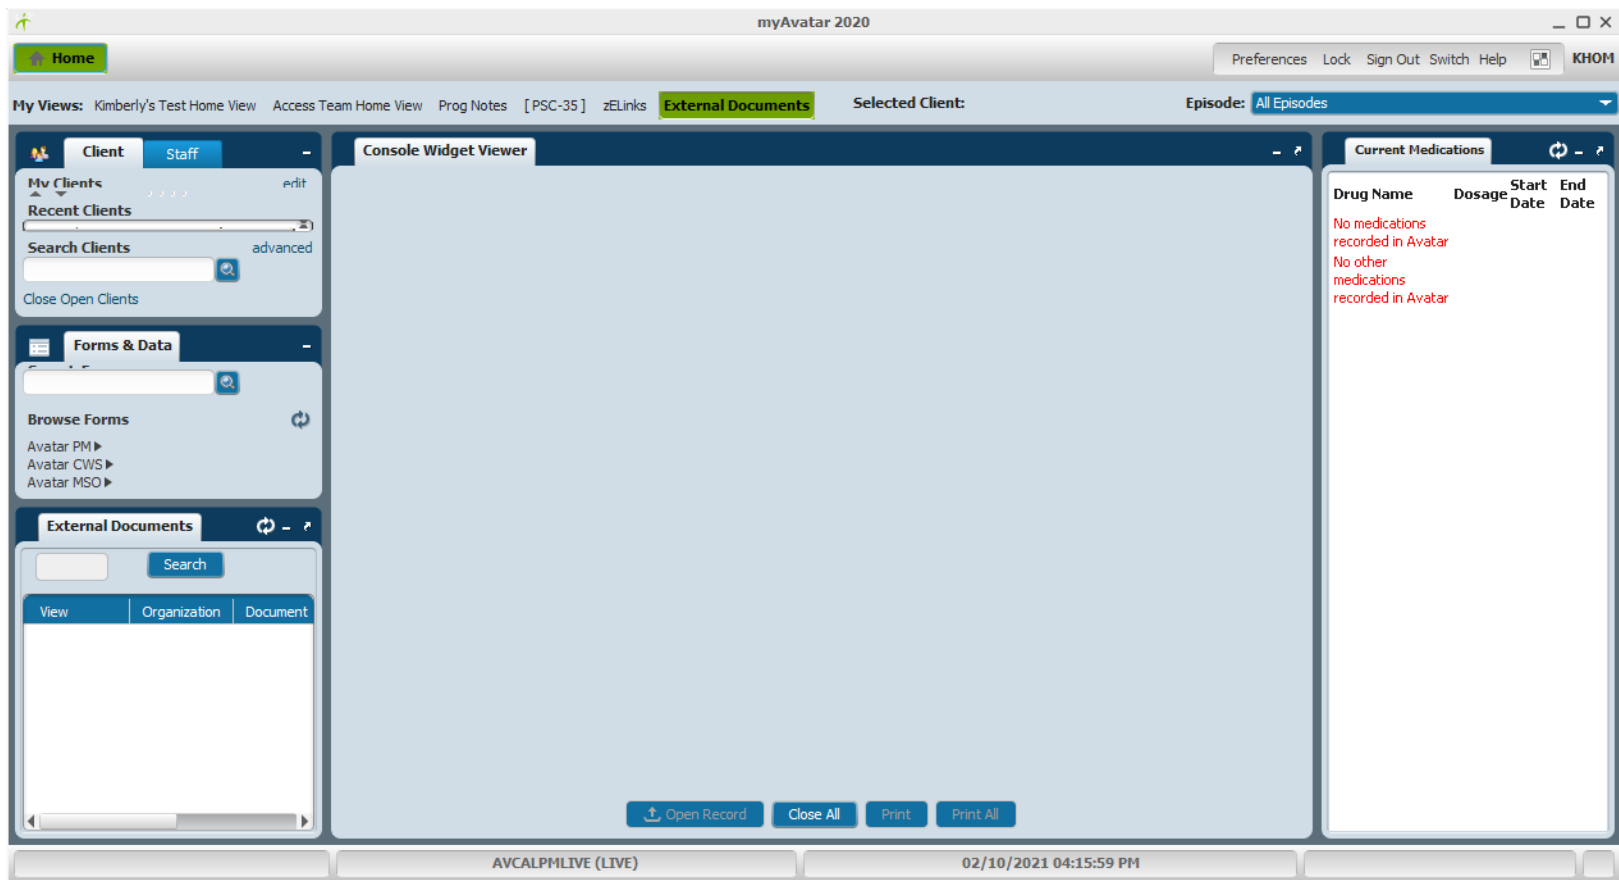 myAvatar 2020
Home
Preferences Lock Sign Out Switch Help KHOM
My Views: Kimberly's Test Home View Access Team Home View Prog Notes [PSC-35] zELinks External Documents Selected Client: Episode: All Episodes
Client Staff
My Clients edit
Recent Clients
Search Clients advanced
Close Open Clients
Forms & Data
Browse Forms
Avatar PM
Avatar CWS
Avatar MSO
External Documents
Search
View Organization Document
Console Widget Viewer
Open Record Close All Print Print All
Current Medications
Drug Name Dosage Start Date End Date
No medications
recorded in Avatar
No other
medications
recorded in Avatar
AVCALPMLIVE (LIVE) 02/10/2021 04:15:59 PM